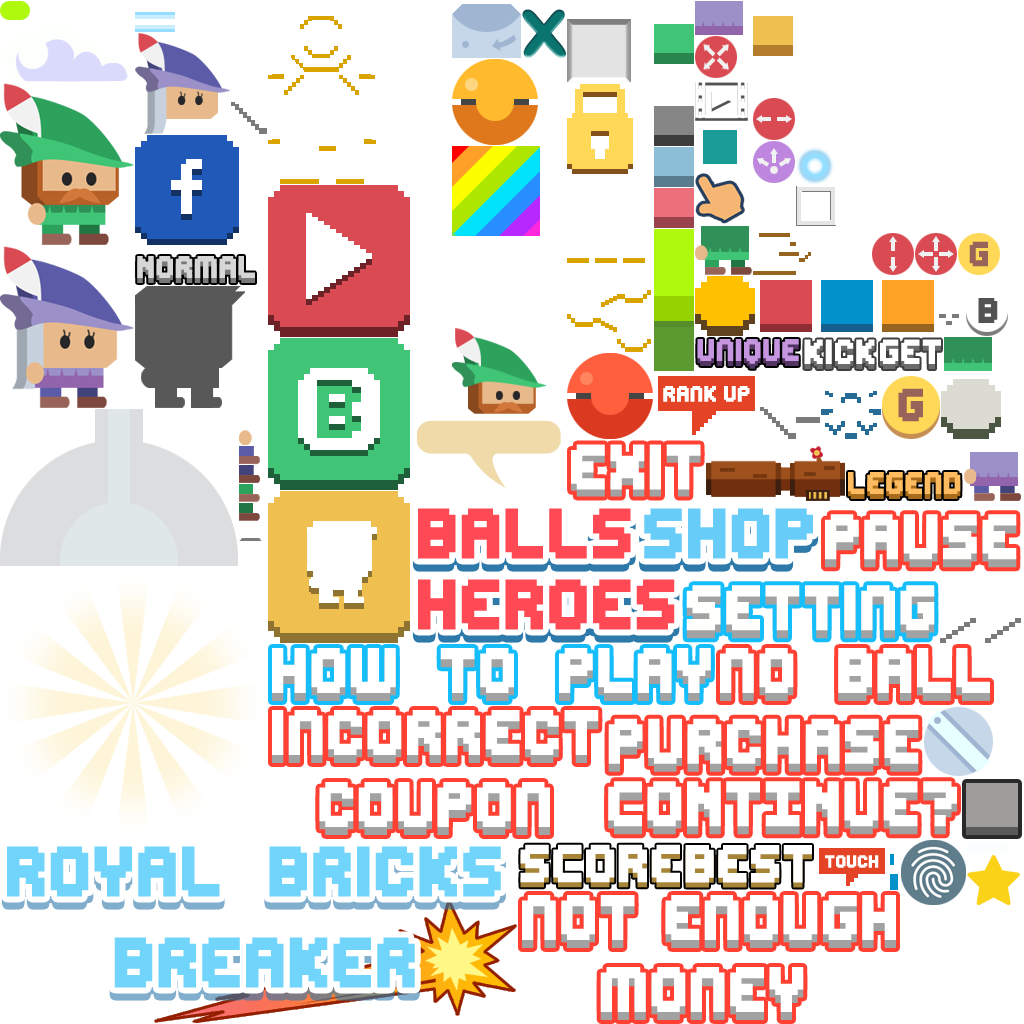 f
NORMAL
B
B
G
UNIQUE KICK GET
RANK UP
G
EXIT
LEGEND
BALLS SHOP PAUSE
HEROES SETTING
HOW TO PLAY NO BALL
INCORRECT PURCHASE
COUPON CONTINUE?
ROYAL BRICKS SCORE BEST TOUCH
NOT ENOUGH
BREAKER
MONEY